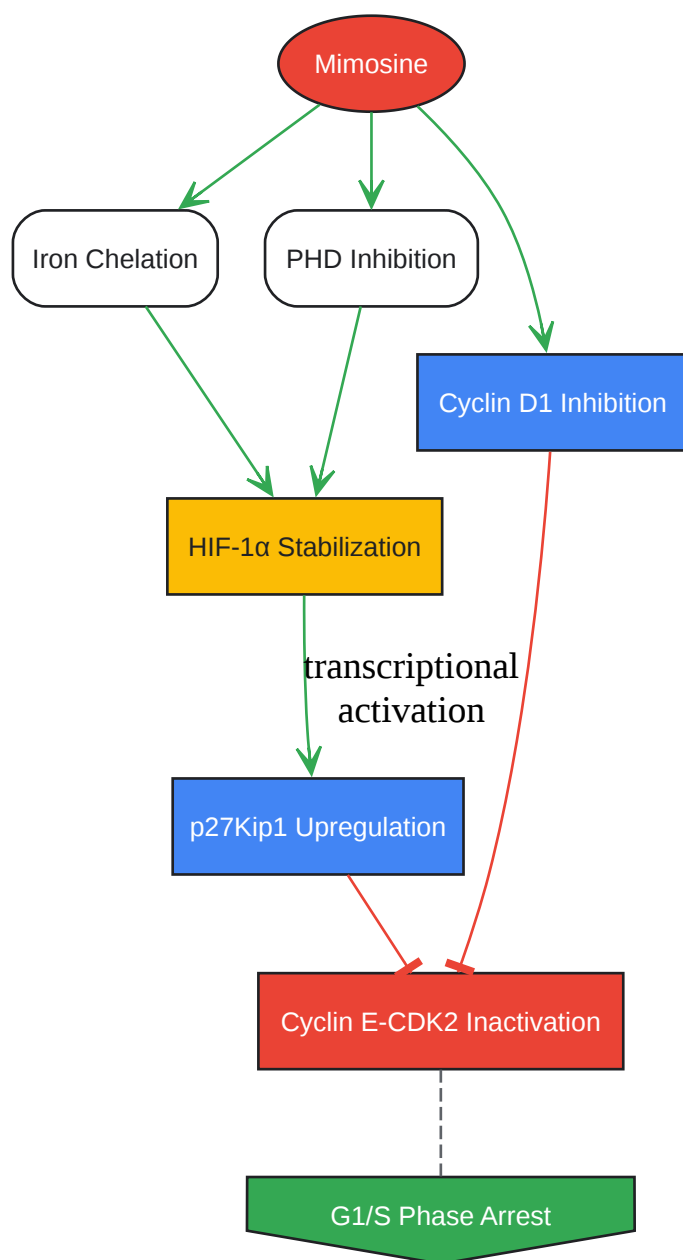 Mimosine
Iron Chelation
PHD Inhibition
Cyclin D1 Inhibition
HIF-1α Stabilization
transcriptional
activation
p27Kip1 Upregulation
Cyclin E-CDK2 Inactivation
G1/S Phase Arrest